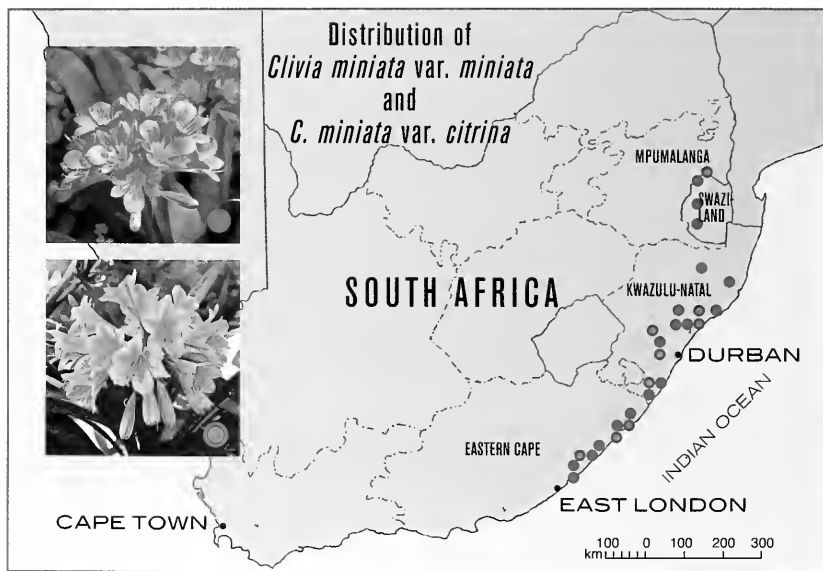 Distribution of
Clivia miniata var. miniata
and
C. miniata var. citrina
MPUMALANGA
SWAZI-
LAND
SOUTH AFRICA
KWAZULU-NATAL
DURBAN
INDIAN OCEAN
EASTERN CAPE
EAST LONDON
CAPE TOWN
100 0 100 200 300
km